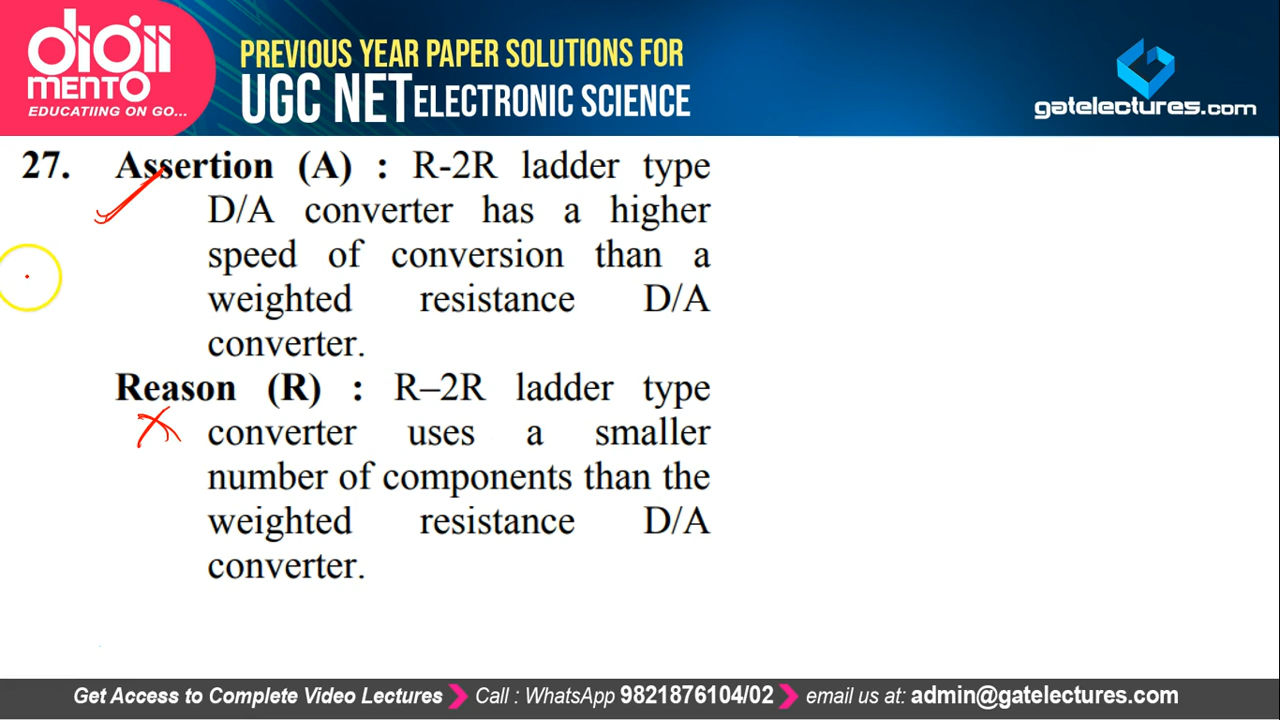 dioii
MENTO
EDUCATIING ON GO...
PREVIOUS YEAR PAPER SOLUTIONS FOR
UGC NET ELECTRONIC SCIENCE
gatelectures.com
27. Assertion (A) : R-2R ladder type
D/A converter has a higher
speed of conversion than a
weighted resistance D/A
converter.
Reason (R) : R–2R ladder type
converter uses a smaller
number of components than the
weighted resistance D/A
converter.
Get Access to Complete Video Lectures Call : WhatsApp 9821876104/02 email us at: admin@gatelectures.com